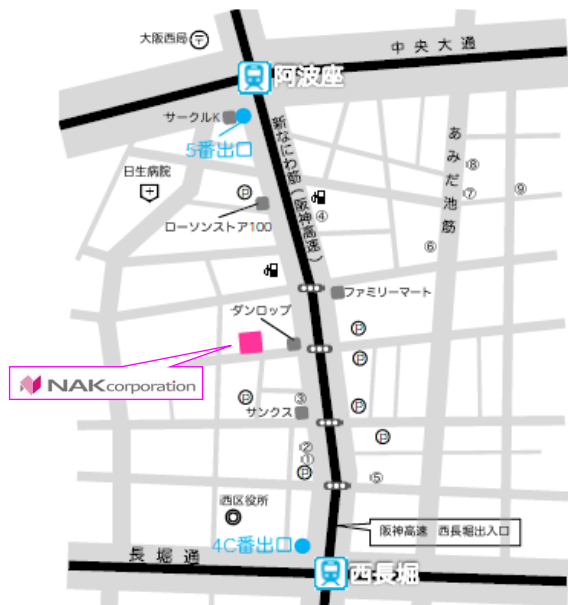 大阪西局
中央大通
阿波座
サークルK
5番出口
新なにわ筋(阪神高速)
あみだ池筋
日生病院
P
ローソンストア100
④
⑧
⑦
⑨
⑥
ファミリーマート
ダンロップ
P
P
NAK corporation
P
③
サンクス
P
P
②
①
P
⑤
西区役所
阪神高速 西長堀出入口
4C番出口
長堀通
西長堀